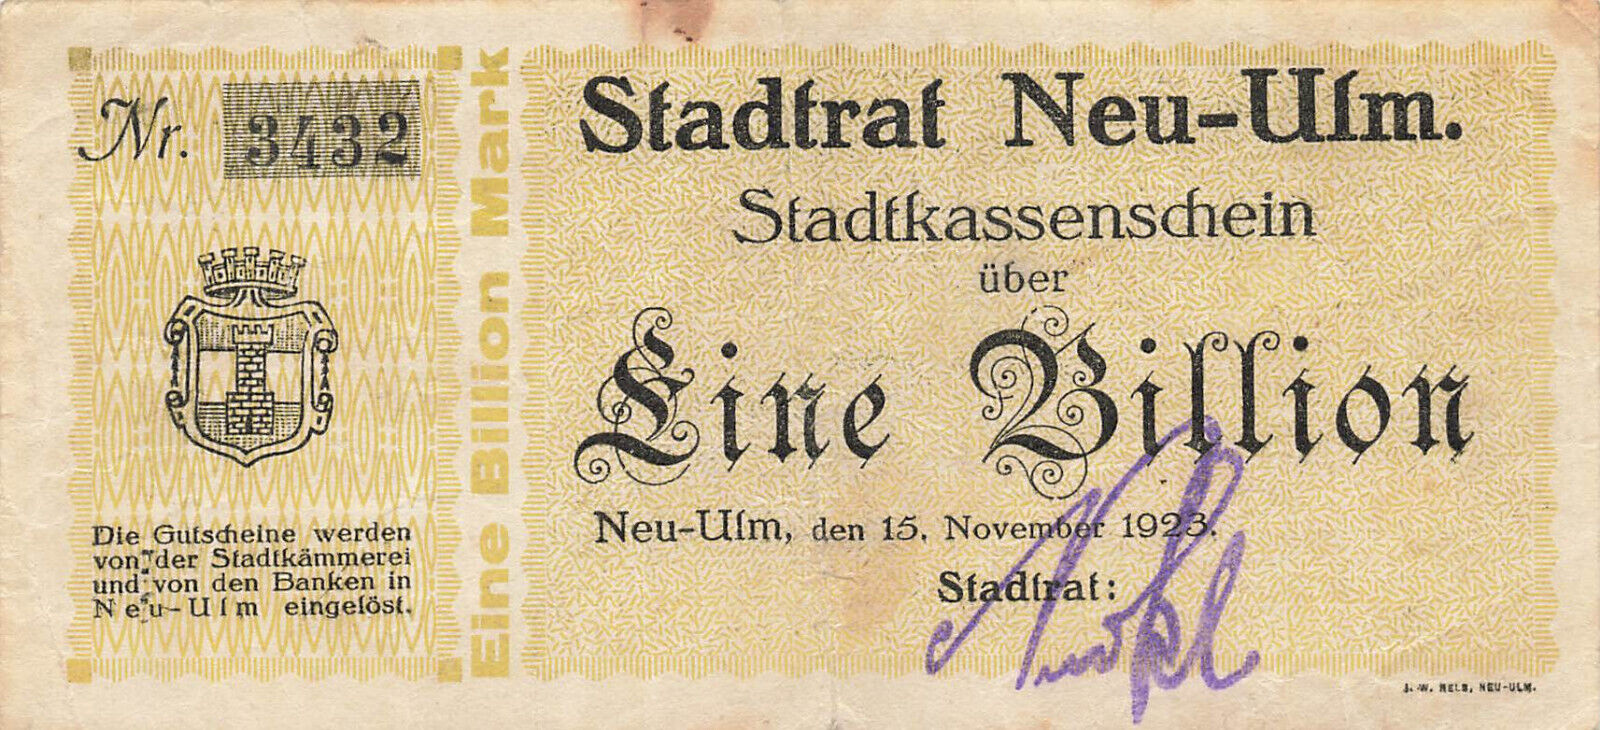 Nr. 3432
Die Gutscheine werden
von der Stadtkämmerei
und von den Banken in
Neu-Ulm eingelöst.
Eine Billion Mark
Stadtrat Neu-Ulm.
Stadtkassenschein
über
Eine Billion
Neu-Ulm, den 15. November 1923.
Stadtrat:
J. W. HELB, NEU-ULM.